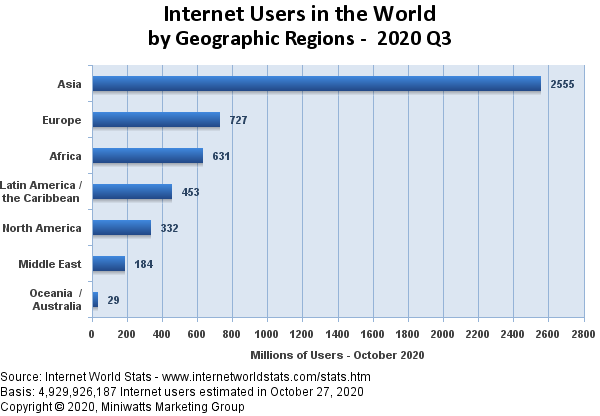 Internet Users in the World
by Geographic Regions - 2020 Q3
Asia
2555
Europe
727
Africa
631
Latin America /
the Caribbean
453
North America
332
Middle East
184
Oceania /
Australia
29
0 200 400 600 800 1000 1200 1400 1600 1800 2000 2200 2400 2600 2800
Millions of Users - October 2020
Source: Internet World Stats - www.internetworldstats.com/stats.htm
Basis: 4,929,926,187 Internet users estimated in October 27, 2020
Copyright © 2020, Miniwatts Marketing Group